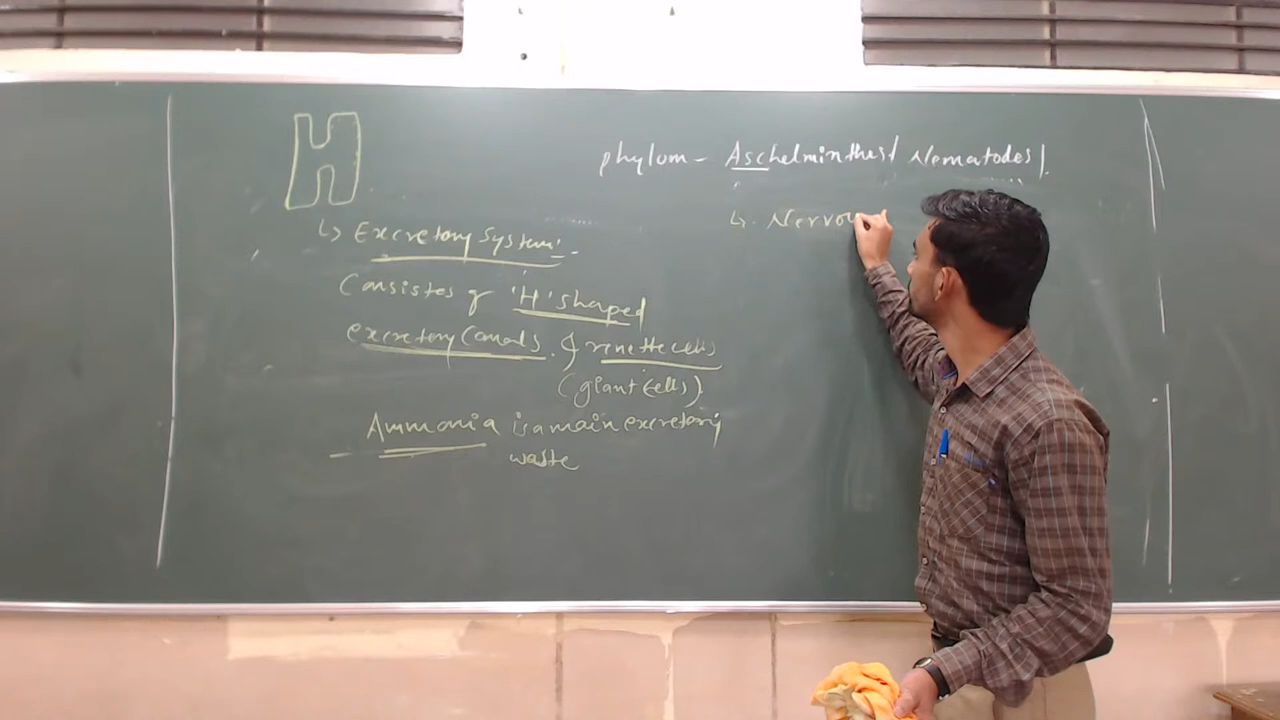 phylum - Aschelminthes / Nematodes /.
↳ Excretory System :-
Consistes of 'H' shaped
excretory Canals. & renette cells
(giant cells).
Ammonia is a main excretory
waste
↳. Nervou